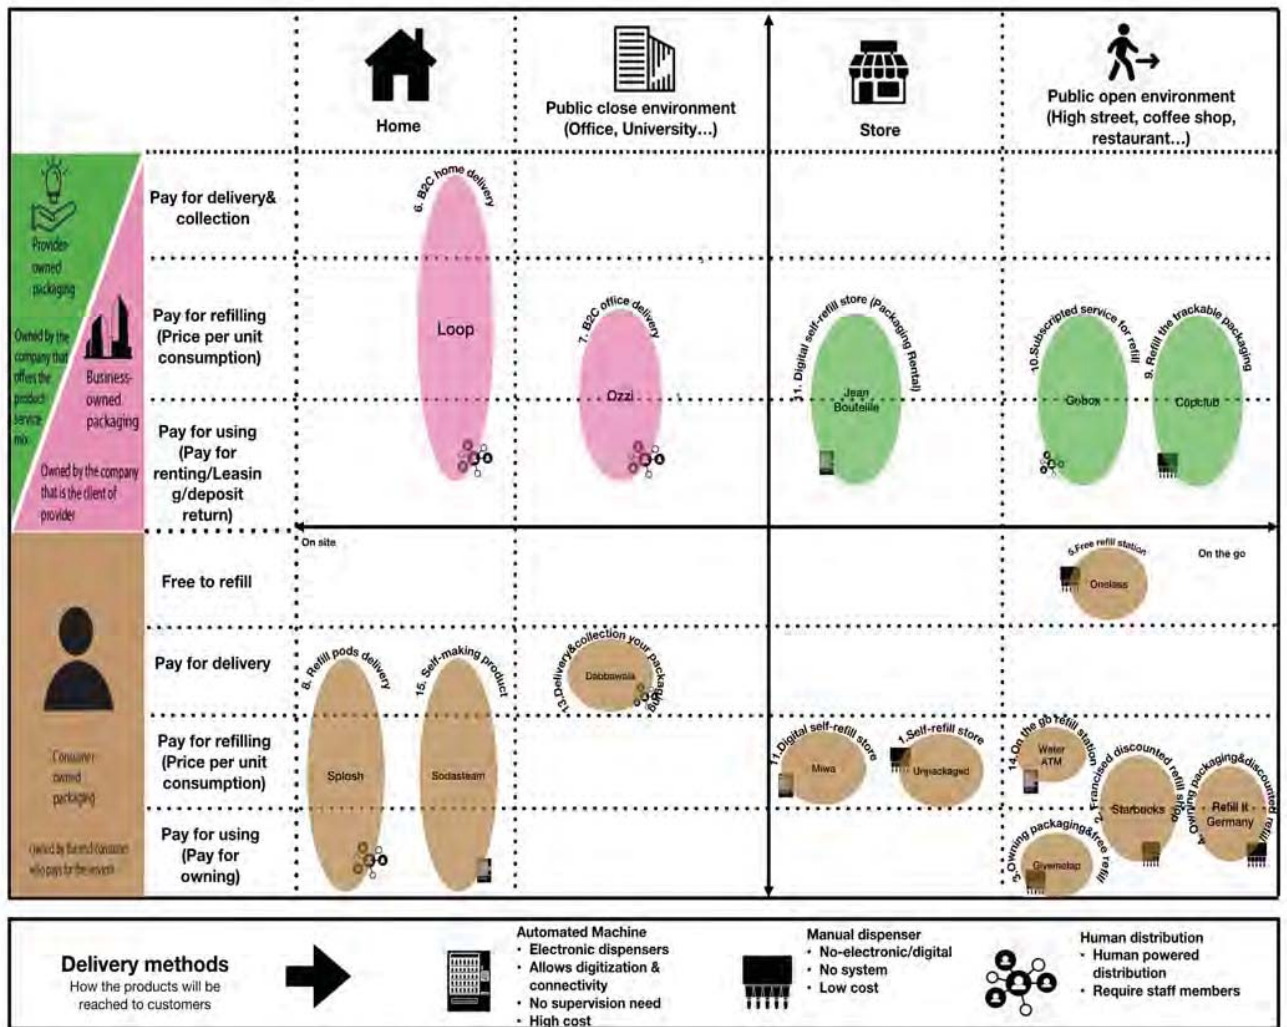 Home
Public close environment
(Office, University...)
Store
Public open environment
(High street, coffee shop,
restaurant...)
Provider-
owned
packaging
Owned by the
company that
offers the
product
service
mix
Business-
owned
packaging
Owned by the company
that is the client of
provider
Pay for delivery&
collection
Pay for refilling
(Price per unit
consumption)
Pay for using
(Pay for
renting/Leasin
g/deposit
return)
6. B2C home delivery
Loop
7. B2C office delivery
Ozzi
11. Digital self-refill store (Packaging Rental)
Jean
Bouteille
10.Subscripted service for refill
Gobox
9. Refill the trackable packaging
Cupclub
On site
On the go
Consumer
owned
packaging
Owned by the end consumer
who pays for the service
Free to refill
Pay for delivery
Pay for refilling
(Price per unit
consumption)
Pay for using
(Pay for
owning)
5.Free refill station
8. Refill pods delivery
Splosh
15. Self-making product
Sodasteam
13.Delivery&collection your packaging
Dabbawala
11.Digital self-refill store
Miwa
1.Self-refill store
Unpackaged
14.On the go refill station
Water
ATM
2. Francised discounted refill shop
Starbucks
4. Owning packaging&discounted refill
Refill It
Germany
3.Owning packaging&free refill
Givemetap
Delivery methods
How the products will be
reached to customers
Automated Machine
· Electronic dispensers
· Allows digitization &
connectivity
· No supervision need
· High cost
Manual dispenser
· No-electronic/digital
· No system
· Low cost
Human distribution
· Human powered
distribution
· Require staff members